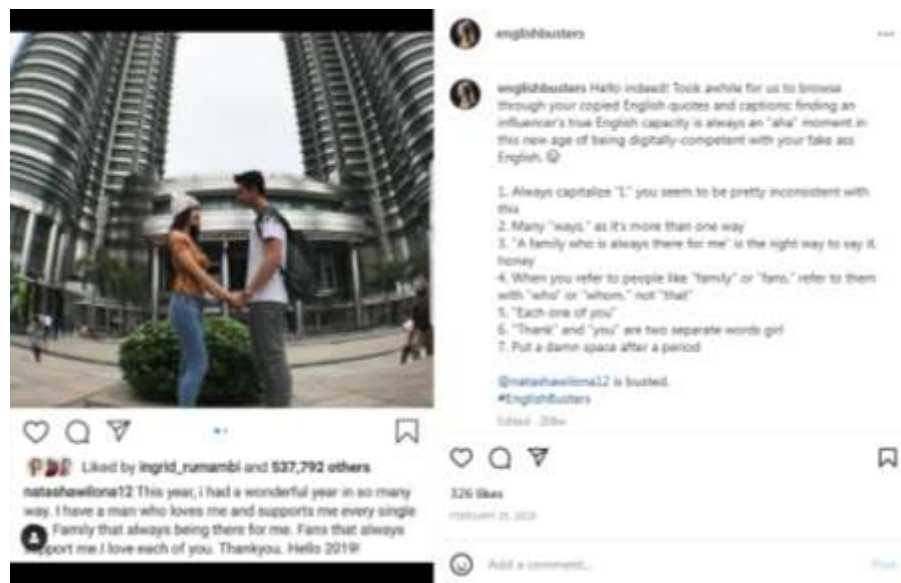 englishbusters
englishbusters Hello indeed! Took awhile for us to browse
through your copied English quotes and captions: finding an
influencer's true English capacity is always an "aha" moment in
this new age of being digitally-competent with your fake ass
English.
1. Always capitalize "I," you seem to be pretty inconsistent with
this
2. Many "ways," as it's more than one way
3. "A family who is always there for me" is the right way to say it,
honey
4. When you refer to people like "family" or "fans," refer to them
with "who" or "whom," not "that"
5. "Each one of you"
6. "Thank" and "you" are two separate words girl
7. Put a damn space after a period
@natashawilona12 is busted.
#EnglishBusters
Edited
326 likes
Add a comment...
Post
Liked by ingrid_rumambi and 537,792 others
natashawilona12 This year, i had a wonderful year in so many
way. I have a man who loves me and supports me every single
Family that always being there for me. Fans that always
support me.I love each of you. Thankyou. Hello 2019!